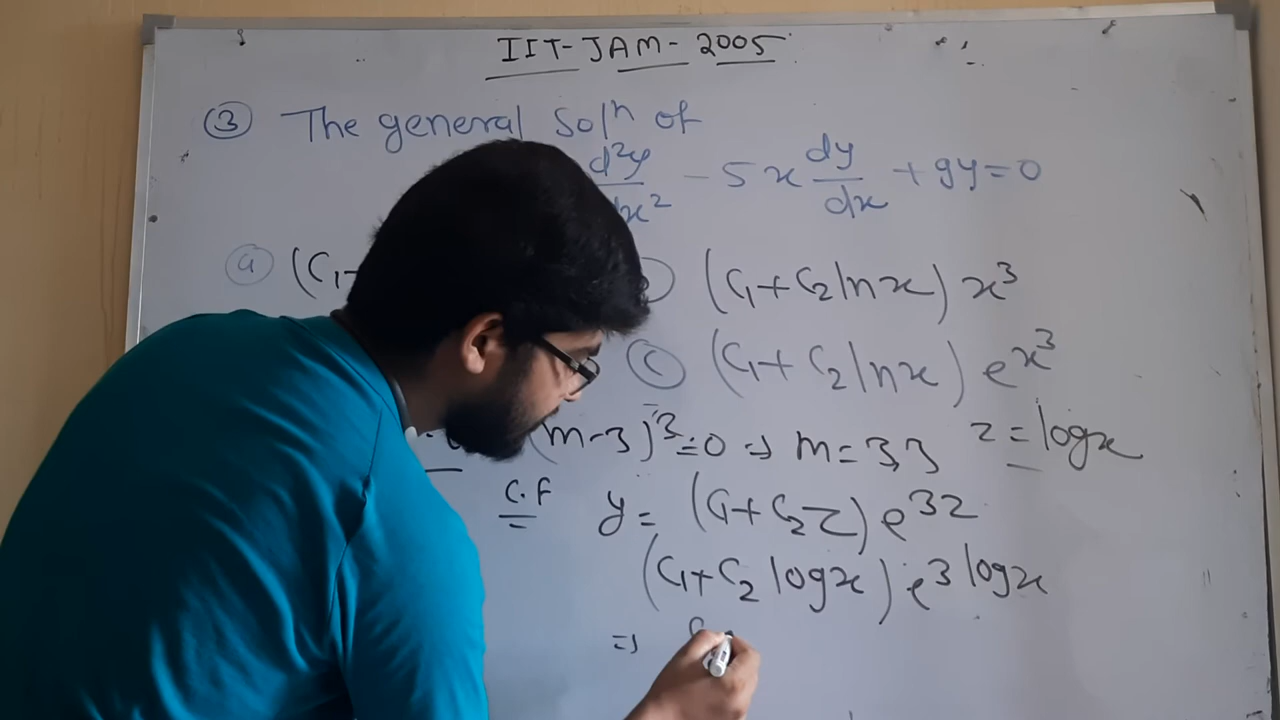 IIT-JAM-2005
③ The general Solⁿ of
d²y/dx² - 5x dy/dx + 9y = 0
ⓐ (C₁+
(C₁+C₂lnx) x³
ⓒ (C₁+C₂lnx) e^x³
(m-3)³=0 ⇒ m=3,3 z=logx
C.F y= (C₁+C₂z) e^3z
(C₁+C₂ logx) e^3 logx
⇒